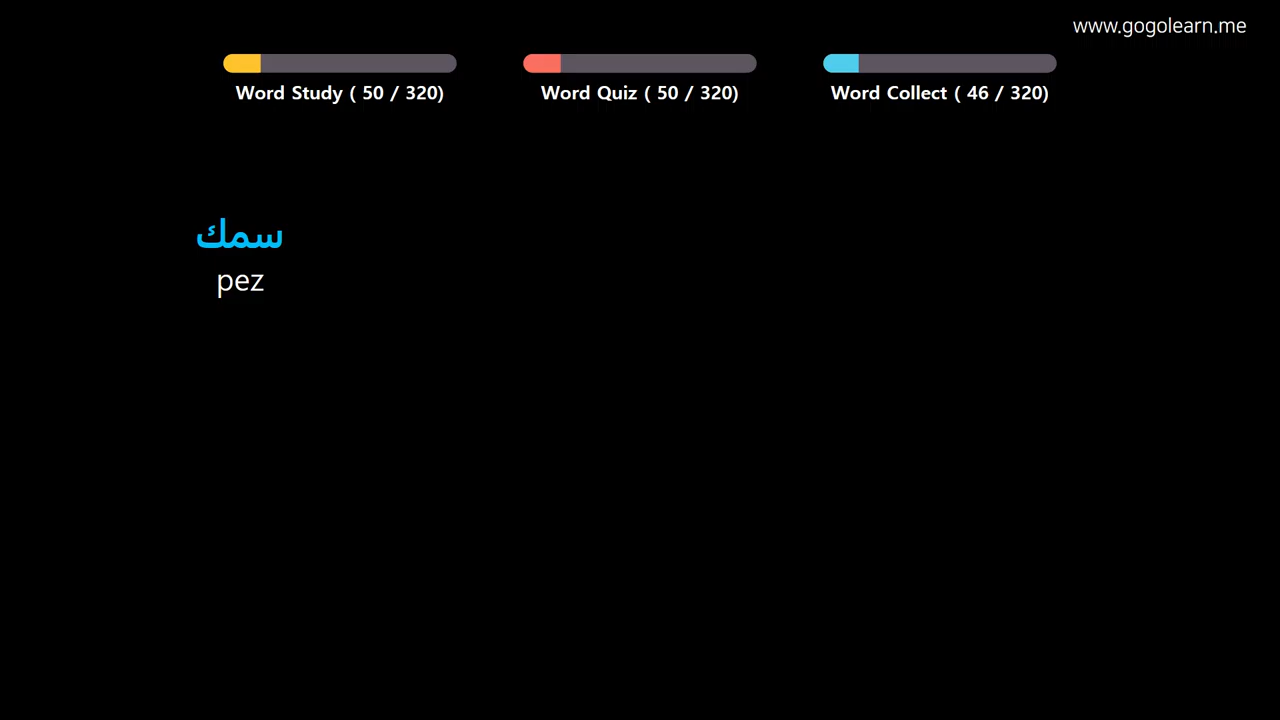 www.gogolearn.me
Word Study ( 50 / 320)
Word Quiz ( 50 / 320)
Word Collect ( 46 / 320)
سمك
pez